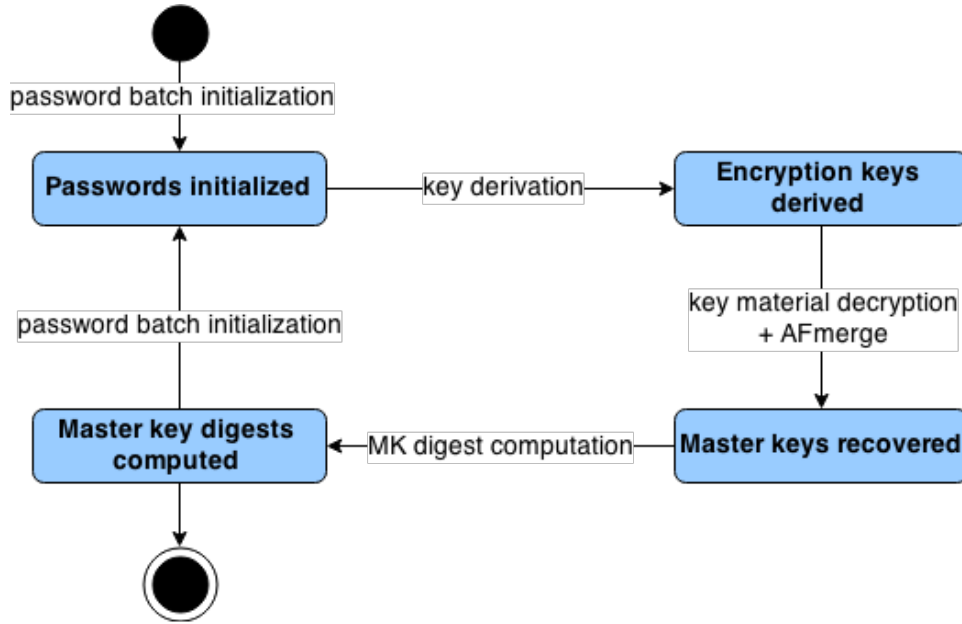 password batch initialization
Passwords initialized
key derivation
Encryption keys
derived
password batch initialization
key material decryption
+ AFmerge
Master key digests
computed
MK digest computation
Master keys recovered